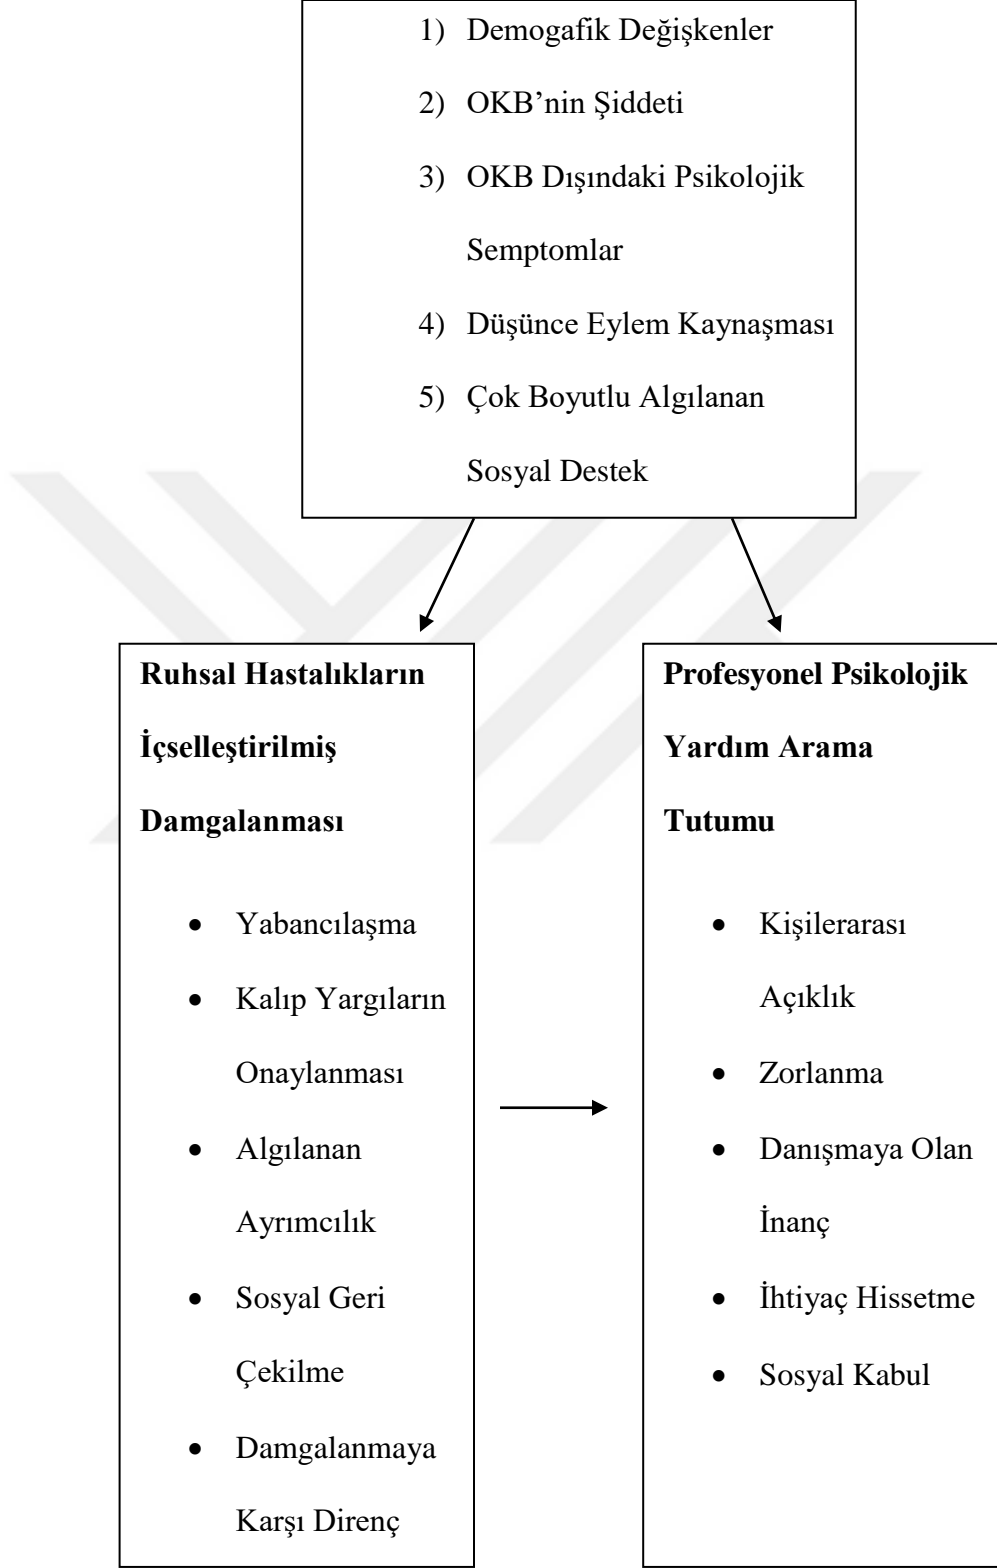 1) Demogafik Değişkenler
2) OKB’nin Şiddeti
3) OKB Dışındaki Psikolojik
Semptomlar
4) Düşünce Eylem Kaynaşması
5) Çok Boyutlu Algılanan
Sosyal Destek
Ruhsal Hastalıkların
İçselleştirilmiş
Damgalanması
• Yabancılaşma
• Kalıp Yargıların
Onaylanması
• Algılanan
Ayrımcılık
• Sosyal Geri
Çekilme
• Damgalanmaya
Karşı Direnç
Profesyonel Psikolojik
Yardım Arama
Tutumu
• Kişilerarası
Açıklık
• Zorlanma
• Danışmaya Olan
İnanç
• İhtiyaç Hissetme
• Sosyal Kabul